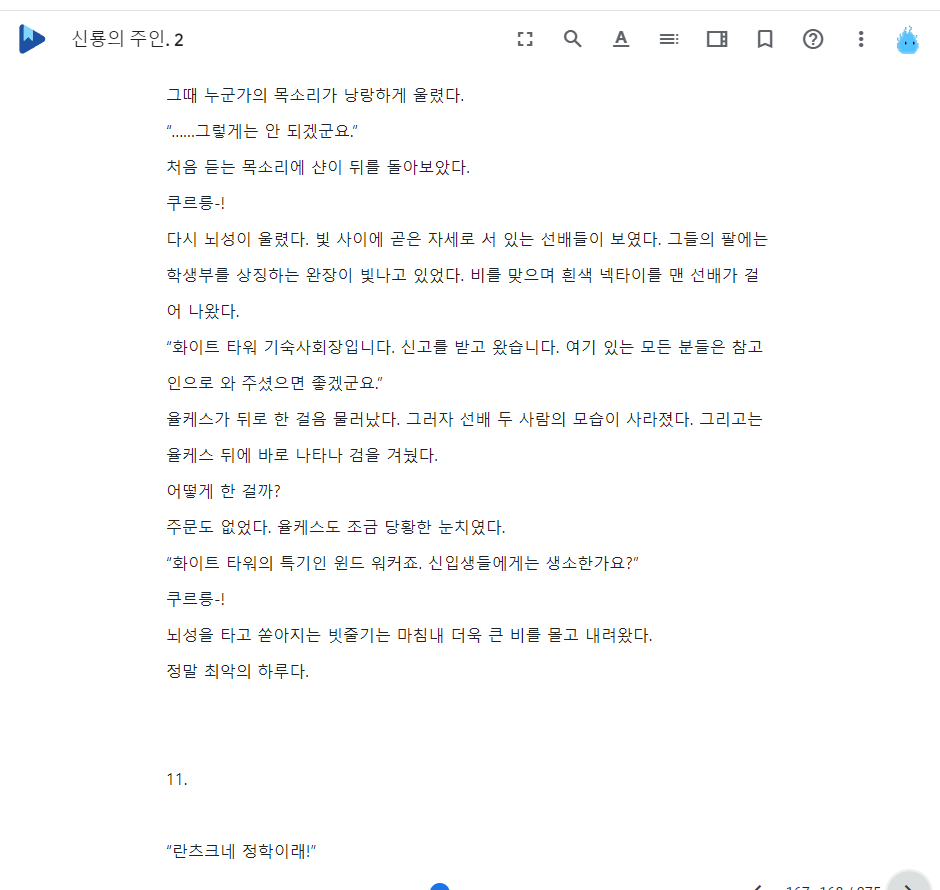 신룡의 주인. 2
그때 누군가의 목소리가 낭랑하게 울렸다.
“……그렇게는 안 되겠군요.”
처음 듣는 목소리에 샨이 뒤를 돌아보았다.
쿠르릉-!
다시 뇌성이 울렸다. 빛 사이에 곧은 자세로 서 있는 선배들이 보였다. 그들의 팔에는
학생부를 상징하는 완장이 빛나고 있었다. 비를 맞으며 흰색 넥타이를 맨 선배가 걸
어 나왔다.
“화이트 타워 기숙사회장입니다. 신고를 받고 왔습니다. 여기 있는 모든 분들은 참고
인으로 와 주셨으면 좋겠군요.”
율케스가 뒤로 한 걸음 물러났다. 그러자 선배 두 사람의 모습이 사라졌다. 그리고는
율케스 뒤에 바로 나타나 검을 겨눴다.
어떻게 한 걸까?
주문도 없었다. 율케스도 조금 당황한 눈치였다.
“화이트 타워의 특기인 윈드 워커죠. 신입생들에게는 생소한가요?”
쿠르릉-!
뇌성을 타고 쏟아지는 빗줄기는 마침내 더욱 큰 비를 몰고 내려왔다.
정말 최악의 하루다.
11.
“란츠크네 정학이래!”